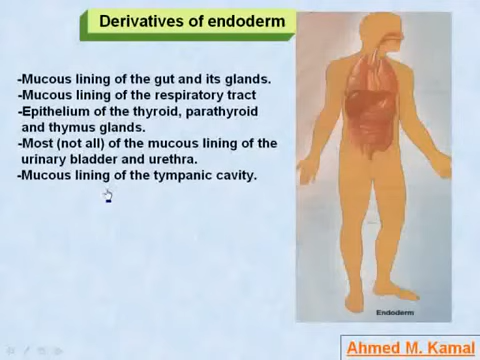 Derivatives of endoderm
-Mucous lining of the gut and its glands.
-Mucous lining of the respiratory tract
-Epithelium of the thyroid, parathyroid
and thymus glands.
-Most (not all) of the mucous lining of the
urinary bladder and urethra.
-Mucous lining of the tympanic cavity.
Endoderm
Ahmed M. Kamal